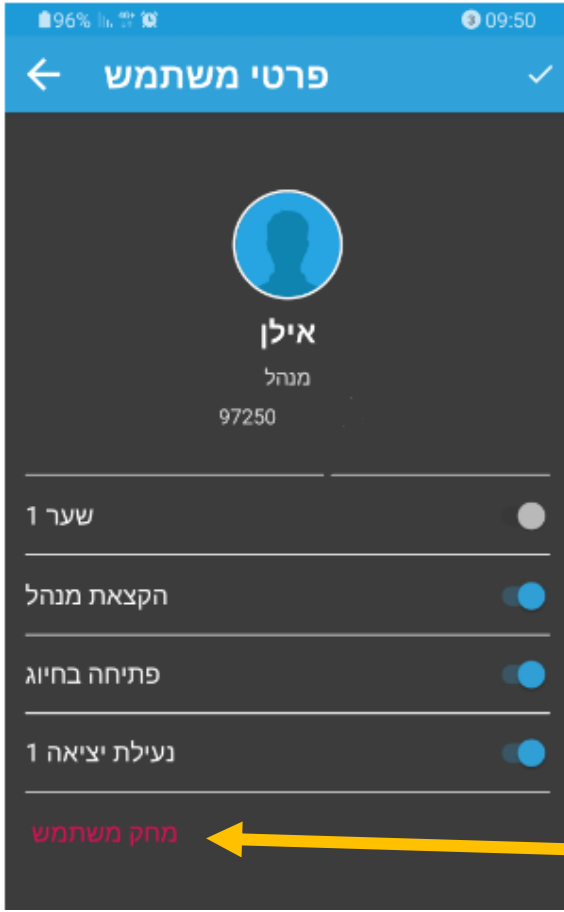 96% 3 09:50
פרטי משתמש
אילן
מנהל
97250
שער 1
הקצאת מנהל
פתיחה בחיוג
נעילת יציאה 1
מחק משתמש